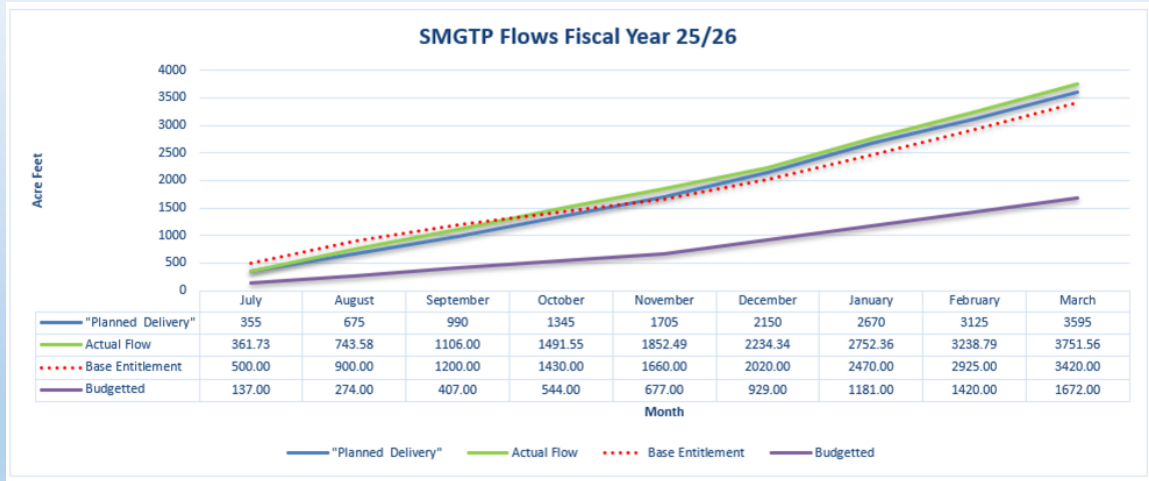 SMGTP Flows Fiscal Year 25/26
Acre Feet
4000
3500
3000
2500
2000
1500
1000
500
0
July August September October November December January February March
"Planned Delivery" 355 675 990 1345 1705 2150 2670 3125 3595
Actual Flow 361.73 743.58 1106.00 1491.55 1852.49 2234.34 2752.36 3238.79 3751.56
Base Entitlement 500.00 900.00 1200.00 1430.00 1660.00 2020.00 2470.00 2925.00 3420.00
Budgetted 137.00 274.00 407.00 544.00 677.00 929.00 1181.00 1420.00 1672.00
Month
"Planned Delivery" Actual Flow Base Entitlement Budgetted